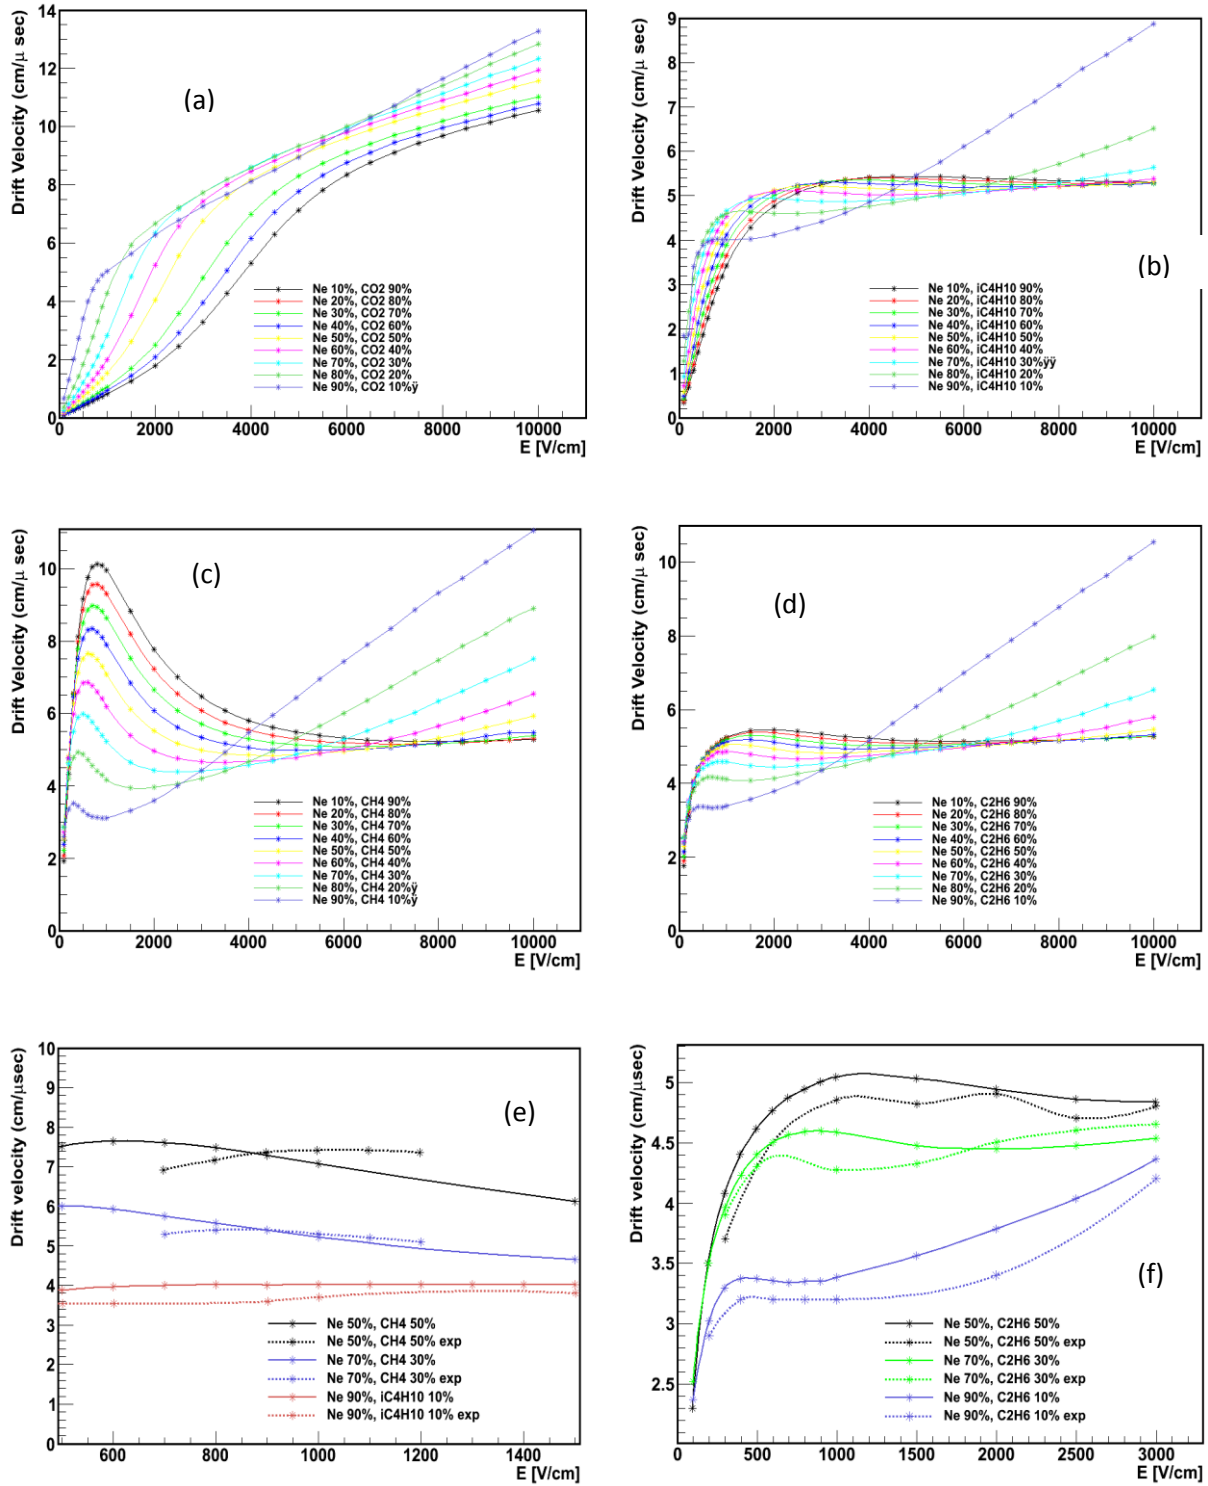 Drift Velocity (cm/μ sec)
14
12
10
8
6
4
2
0
(a)
Ne 10%, CO2 90%
Ne 20%, CO2 80%
Ne 30%, CO2 70%
Ne 40%, CO2 60%
Ne 50%, CO2 50%
Ne 60%, CO2 40%
Ne 70%, CO2 30%
Ne 80%, CO2 20%
Ne 90%, CO2 10%ÿ
0 2000 4000 6000 8000 10000
E [V/cm]
Drift Velocity (cm/μ sec)
9
8
7
6
5
4
3
2
1
0
(b)
Ne 10%, iC4H10 90%
Ne 20%, iC4H10 80%
Ne 30%, iC4H10 70%
Ne 40%, iC4H10 60%
Ne 50%, iC4H10 50%
Ne 60%, iC4H10 40%
Ne 70%, iC4H10 30%ÿÿ
Ne 80%, iC4H10 20%
Ne 90%, iC4H10 10%
0 2000 4000 6000 8000 10000
E [V/cm]
Drift Velocity (cm/μ sec)
10
8
6
4
2
0
(c)
Ne 10%, CH4 90%
Ne 20%, CH4 80%
Ne 30%, CH4 70%
Ne 40%, CH4 60%
Ne 50%, CH4 50%
Ne 60%, CH4 40%
Ne 70%, CH4 30%
Ne 80%, CH4 20%ÿ
Ne 90%, CH4 10%ÿ
0 2000 4000 6000 8000 10000
E [V/cm]
Drift Velocity (cm/μ sec)
10
8
6
4
2
0
(d)
Ne 10%, C2H6 90%
Ne 20%, C2H6 80%
Ne 30%, C2H6 70%
Ne 40%, C2H6 60%
Ne 50%, C2H6 50%
Ne 60%, C2H6 40%
Ne 70%, C2H6 30%
Ne 80%, C2H6 20%
Ne 90%, C2H6 10%
0 2000 4000 6000 8000 10000
E [V/cm]
Drift velocity (cm/μsec)
10
9
8
7
6
5
4
3
2
1
0
(e)
Ne 50%, CH4 50%
Ne 50%, CH4 50% exp
Ne 70%, CH4 30%
Ne 70%, CH4 30% exp
Ne 90%, iC4H10 10%
Ne 90%, iC4H10 10% exp
600 800 1000 1200 1400
E [V/cm]
Drift velocity (cm/μsec)
5
4.5
4
3.5
3
2.5
(f)
Ne 50%, C2H6 50%
Ne 50%, C2H6 50% exp
Ne 70%, C2H6 30%
Ne 70%, C2H6 30% exp
Ne 90%, C2H6 10%
Ne 90%, C2H6 10% exp
0 500 1000 1500 2000 2500 3000
E [V/cm]